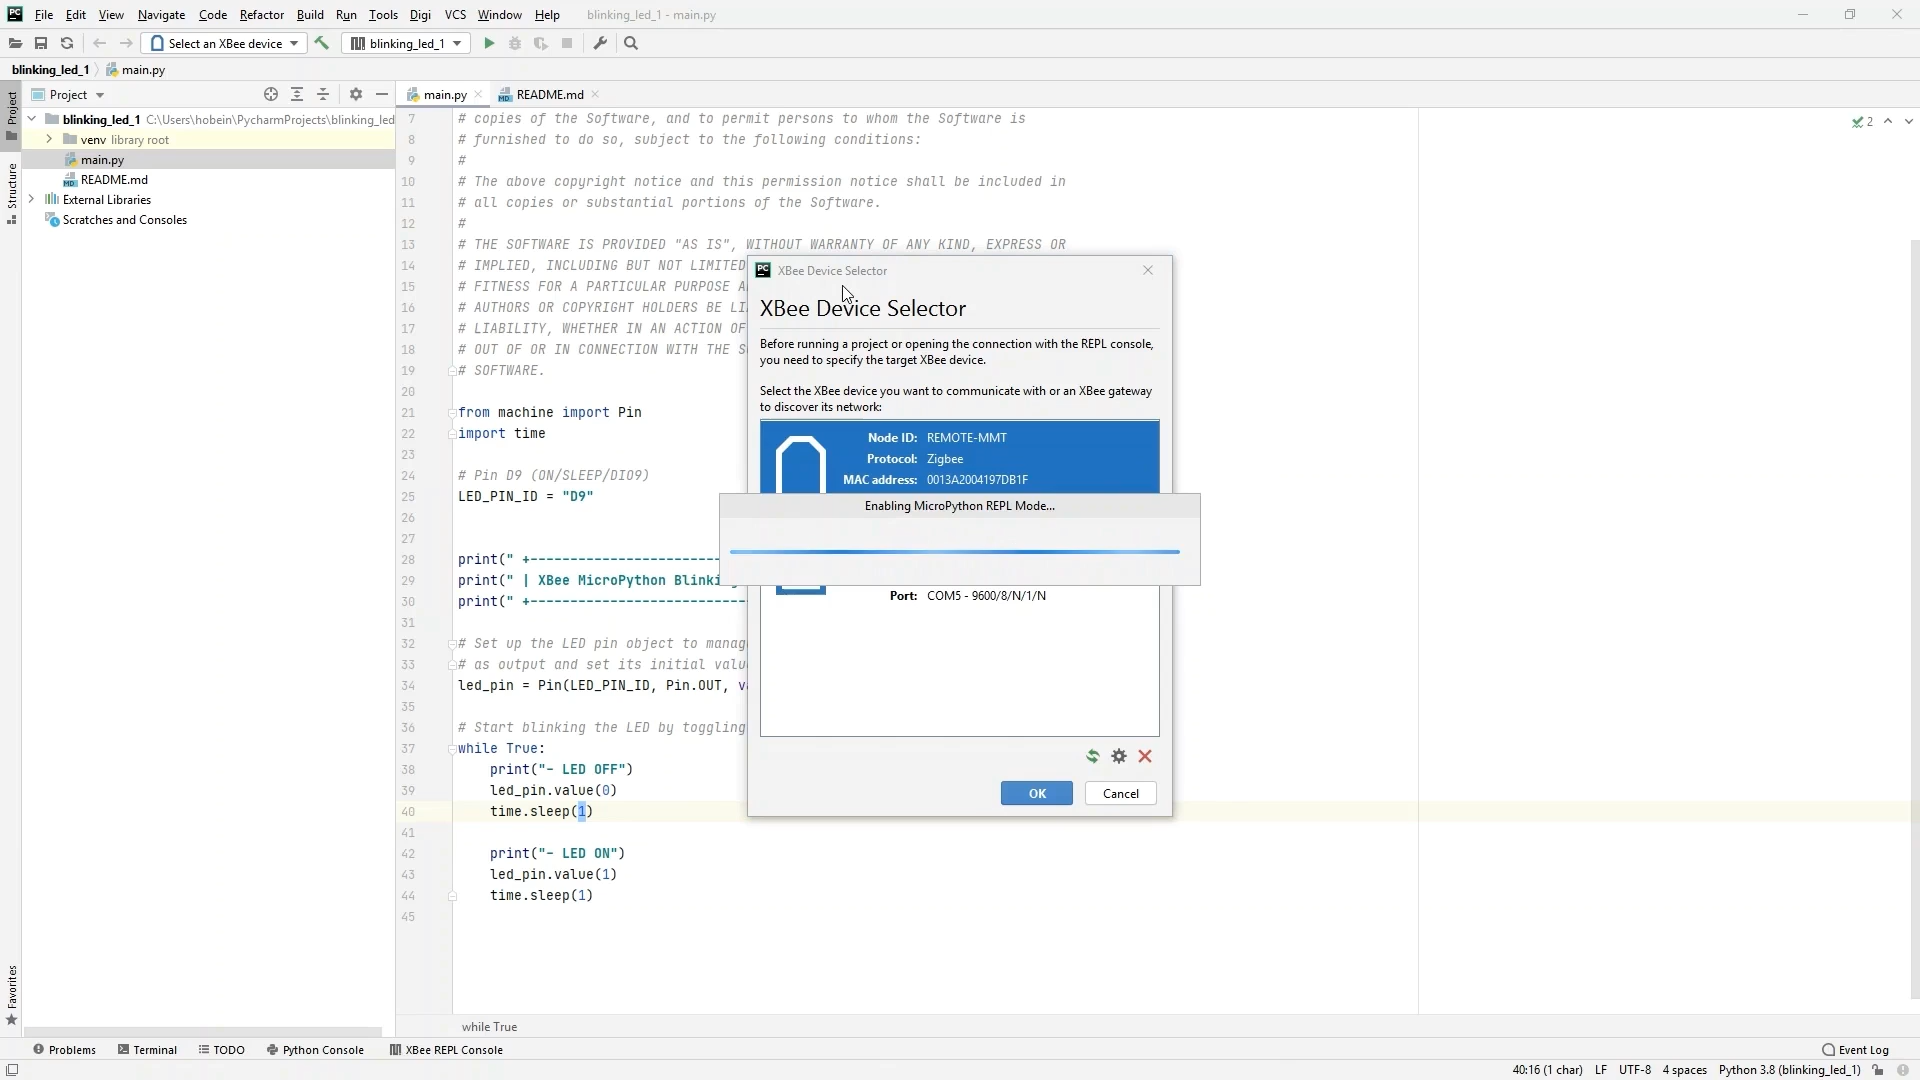 File Edit View Navigate Code Refactor Build Run Tools Digi VCS Window Help blinking_led_1 - main.py
Select an XBee device blinking_led_1
blinking_led_1 main.py
Project
main.py README.md
Project
blinking_led_1 C:\Users\hobein\PycharmProjects\blinking_led
venv library root
main.py
README.md
External Libraries
Scratches and Consoles
Structure
Favorites
2
7 # copies of the Software, and to permit persons to whom the Software is
8 # furnished to do so, subject to the following conditions:
9 #
10 # The above copyright notice and this permission notice shall be included in
11 # all copies or substantial portions of the Software.
12 #
13 # THE SOFTWARE IS PROVIDED "AS IS", WITHOUT WARRANTY OF ANY KIND, EXPRESS OR
14 # IMPLIED, INCLUDING BUT NOT LIMITED
15 # FITNESS FOR A PARTICULAR PURPOSE
16 # AUTHORS OR COPYRIGHT HOLDERS BE
17 # LIABILITY, WHETHER IN AN ACTION OF
18 # OUT OF OR IN CONNECTION WITH THE
19 # SOFTWARE.
20
21 from machine import Pin
22 import time
23
24 # Pin D9 (ON/SLEEP/DIO9)
25 LED_PIN_ID = "D9"
26
27
28 print(" +---------------------------
29 print(" | XBee MicroPython
30 print(" +---------------------------
31
32 # Set up the LED pin object to
33 # as output and set its initial
34 led_pin = Pin(LED_PIN_ID, Pin.OUT,
35
36 # Start blinking the LED by toggling
37 while True:
38 print("- LED OFF")
39 led_pin.value(0)
40 time.sleep(1)
41
42 print("- LED ON")
43 led_pin.value(1)
44 time.sleep(1)
45
while True
XBee Device Selector
XBee Device Selector
Before running a project or opening the connection with the REPL console,
you need to specify the target XBee device.
Select the XBee device you want to communicate with or an XBee gateway
to discover its network:
Node ID: REMOTE-MMT
Protocol: Zigbee
MAC address: 0013A2004197DB1F
Enabling MicroPython REPL Mode...
Port: COM5 - 9600/8/N/1/N
OK Cancel
Problems Terminal TODO Python Console XBee REPL Console Event Log
40:16 (1 char) LF UTF-8 4 spaces Python 3.8 (blinking_led_1)